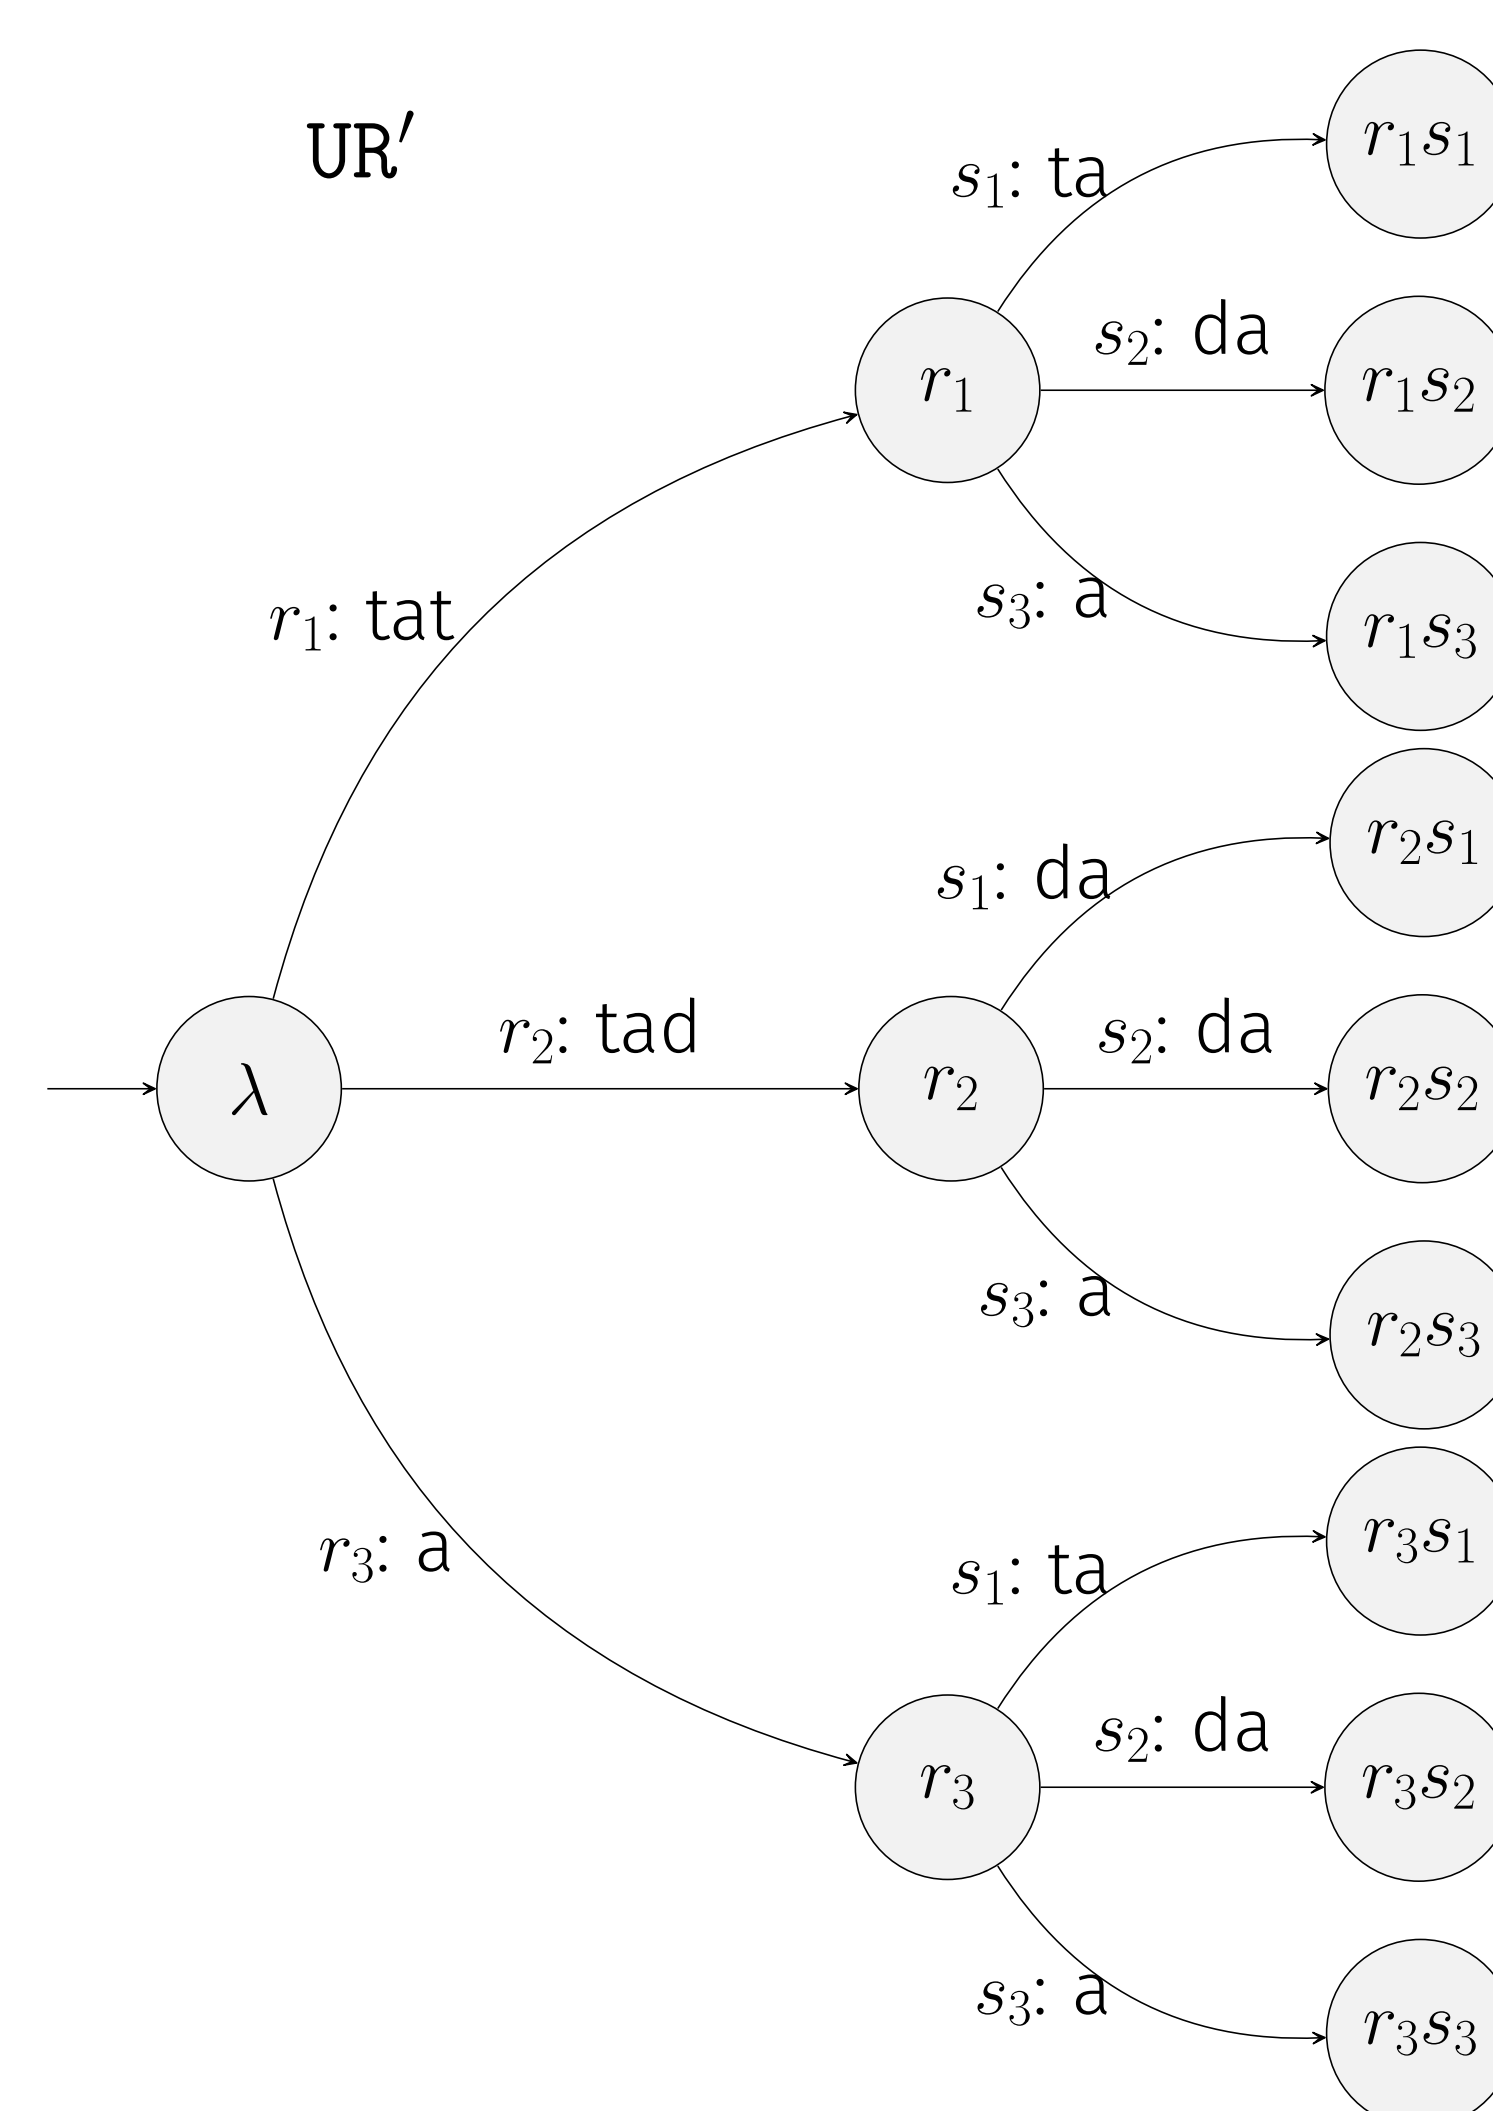 UR′
s₁: ta
r₁s₁
s₂: da
r₁
r₁s₂
s₃: a
r₁s₃
r₁: tat
s₁: da
r₂s₁
r₂: tad
s₂: da
λ
r₂
r₂s₂
s₃: a
r₂s₃
r₃: a
s₁: ta
r₃s₁
s₂: da
r₃
r₃s₂
s₃: a
r₃s₃